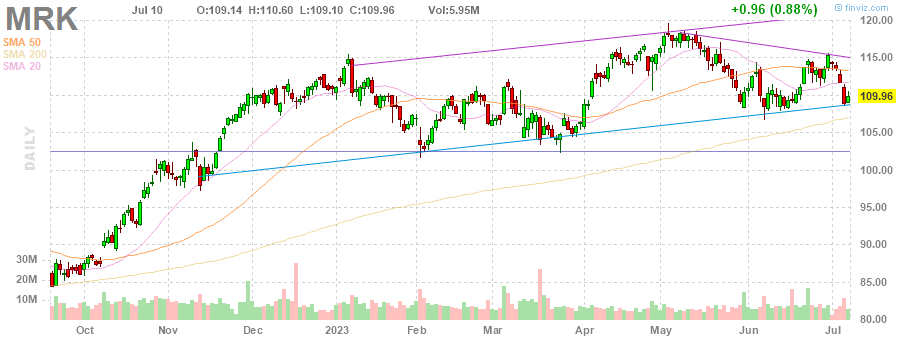 MRK Jul 10 O:109.14 H:110.60 L:109.10 C:109.96 Vol:5.95M +0.96 (0.88%) © finviz.com
SMA 50
SMA 200
SMA 20
DAILY
120.00
115.00
109.96
105.00
100.00
95.00
90.00
85.00
80.00
30M
20M
10M
Oct Nov Dec 2023 Feb Mar Apr May Jun Jul